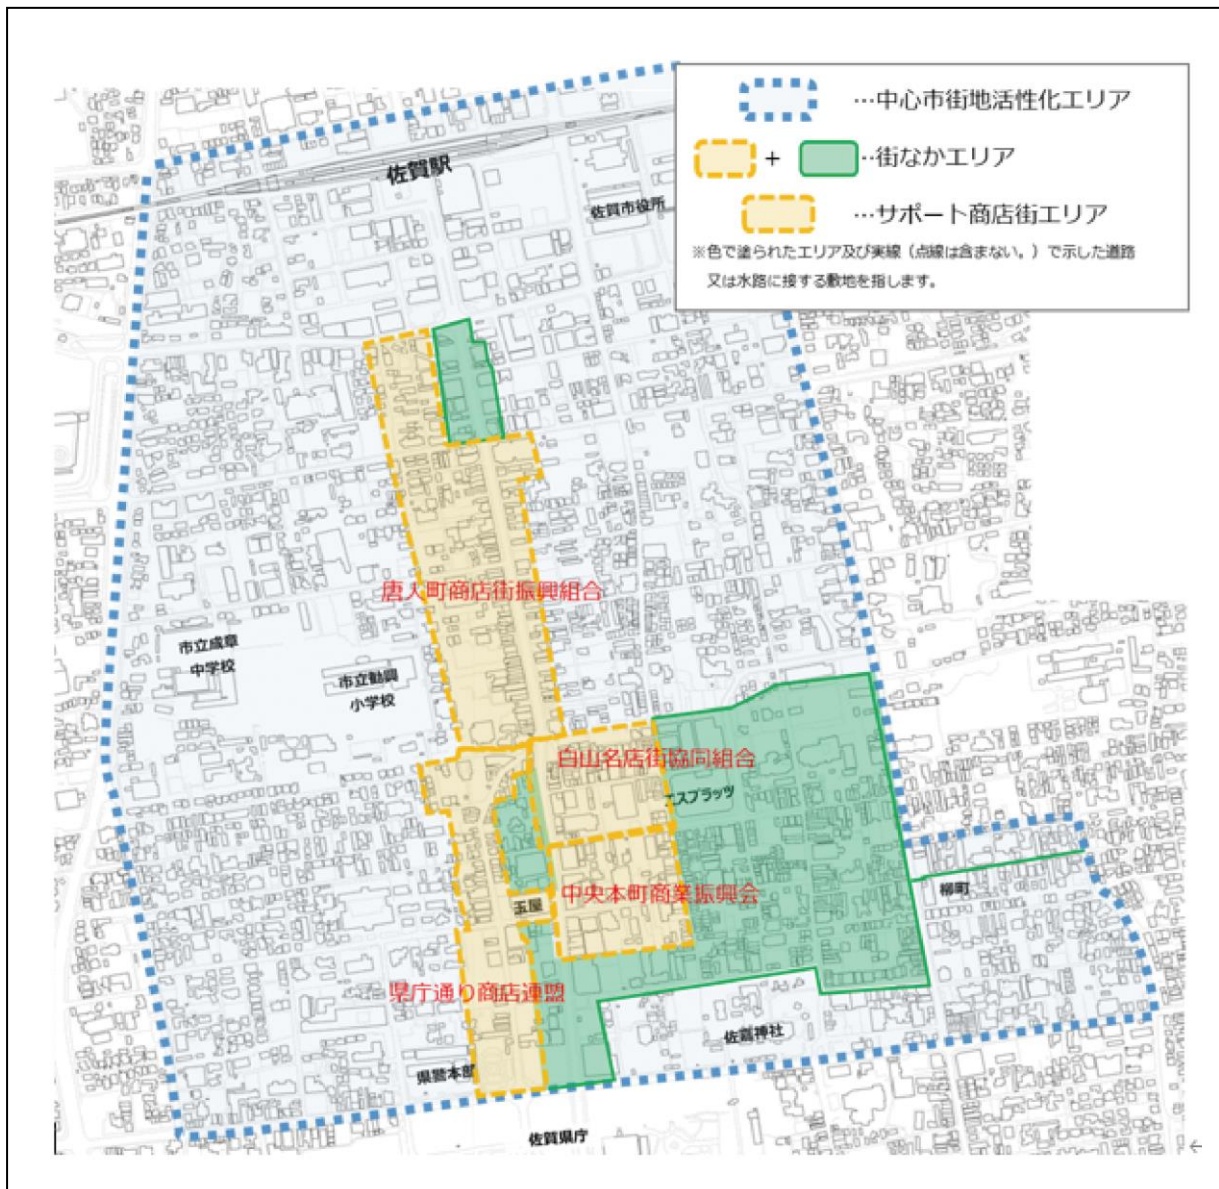 …中心市街地活性化エリア
+
…街なかエリア
…サポート商店街エリア
※色で塗られたエリア及び実線（点線は含まない。）で示した道路
又は水路に接する敷地を指します。
佐賀駅
佐賀市役所
唐人町商店街振興組合
市立成章
中学校
市立勧興
小学校
白山名店街協同組合
エスプラッツ
中央本町商業振興会
玉屋
柳町
県庁通り商店連盟
佐嘉神社
県警本部
佐賀県庁